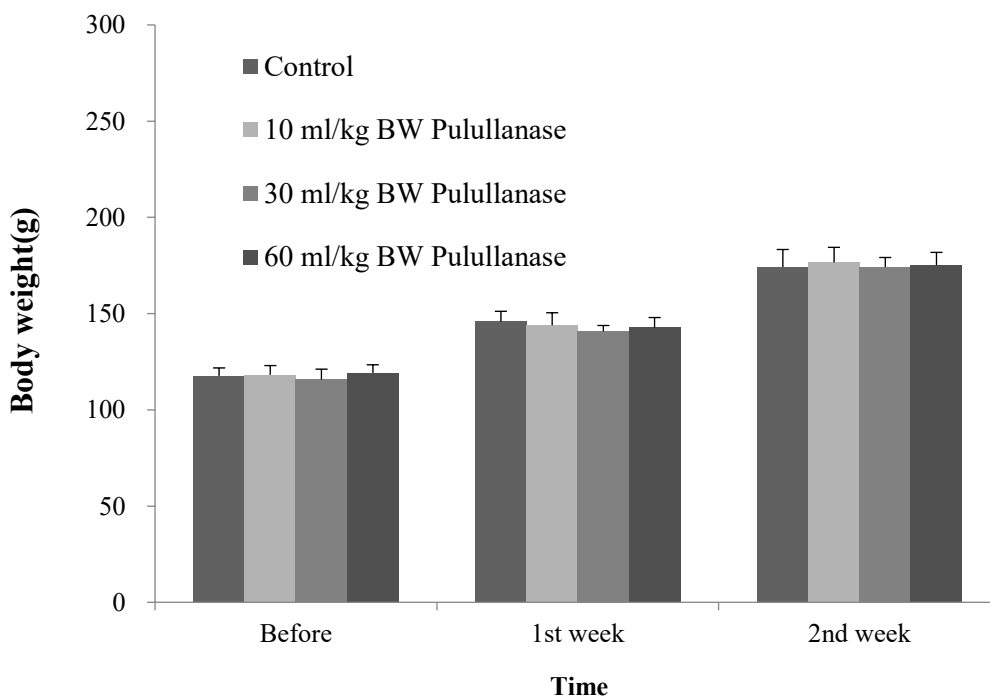 300
250
200
150
100
50
0
Body weight(g)
Control
10 ml/kg BW Pulullanase
30 ml/kg BW Pulullanase
60 ml/kg BW Pulullanase
Before 1st week 2nd week
Time